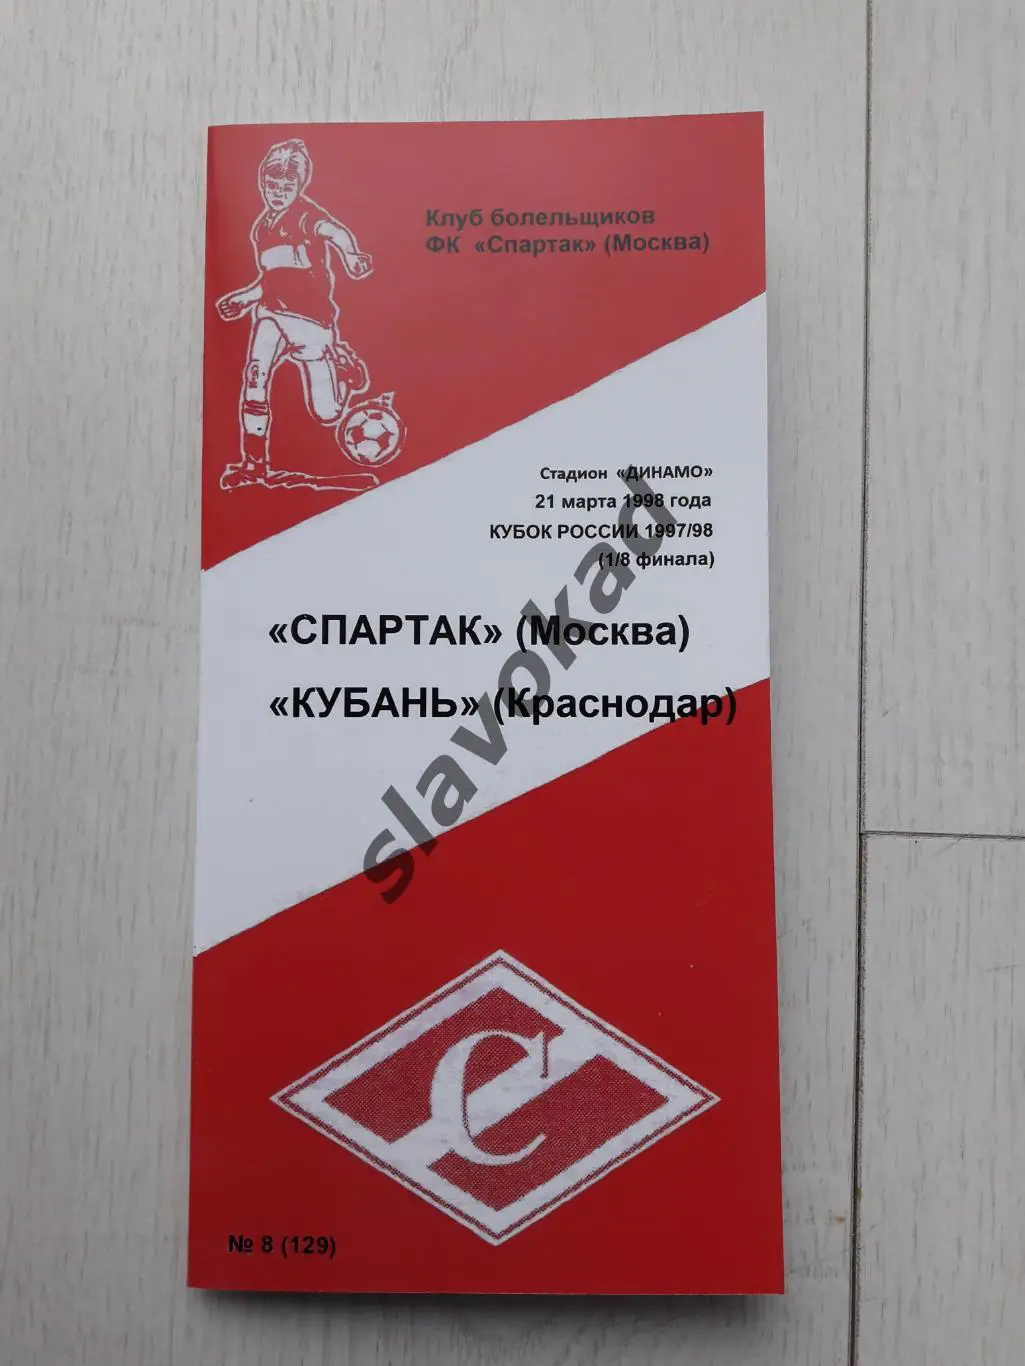 Клуб болельщиков
ФК «Спартак» (Москва)
Стадион «ДИНАМО»
21 марта 1998 года
КУБОК РОССИИ 1997/98
(1/8 финала)
«СПАРТАК» (Москва)
«КУБАНЬ» (Краснодар)
slavokad
С
№ 8 (129)